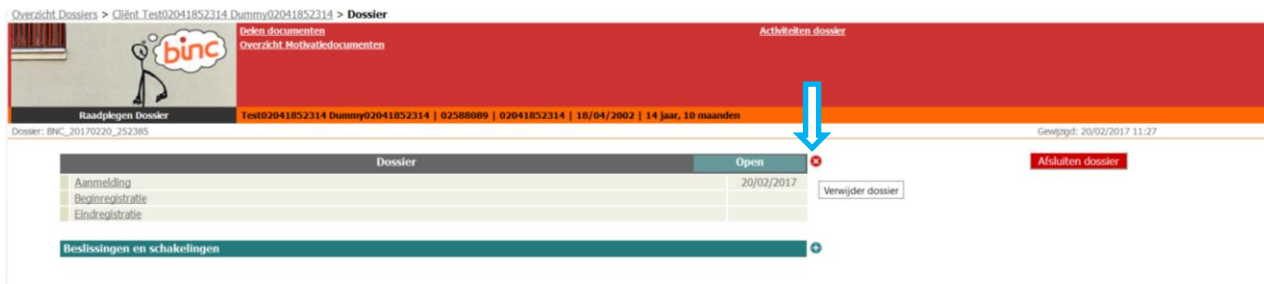 Overzicht Dossiers > Cliënt Test02041852314 Dummy02041852314 > Dossier
binc
Delen documenten
Activiteiten dossier
Overzicht Motivatiedocumenten
Raadplegen Dossier
Test02041852314 Dummy02041852314 | 02588089 | 02041852314 | 18/04/2002 | 14 jaar, 10 maanden
Dossier: BNC_20170220_252385
Gewijzigd: 20/02/2017 11:27
Dossier Open
Afsluiten dossier
Aanmelding 20/02/2017
Verwijder dossier
Beginregistratie
Eindregistratie
Beslissingen en schakelingen